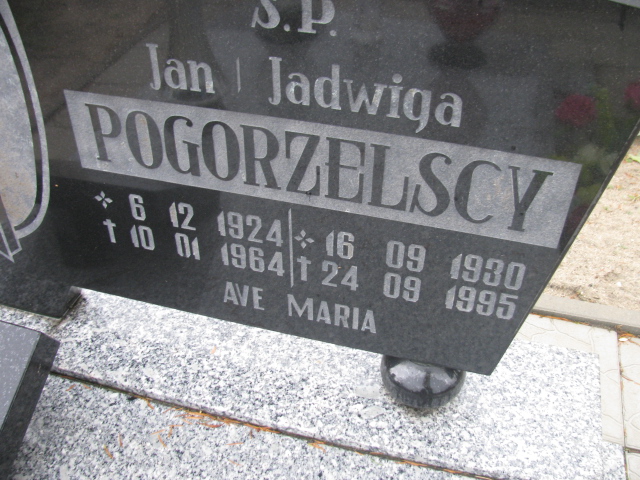 Ś.P.
Jan i Jadwiga
POGORZELSCY
6 12 1924 16 09 1930
† 10 01 1964 † 24 09 1995
AVE MARIA